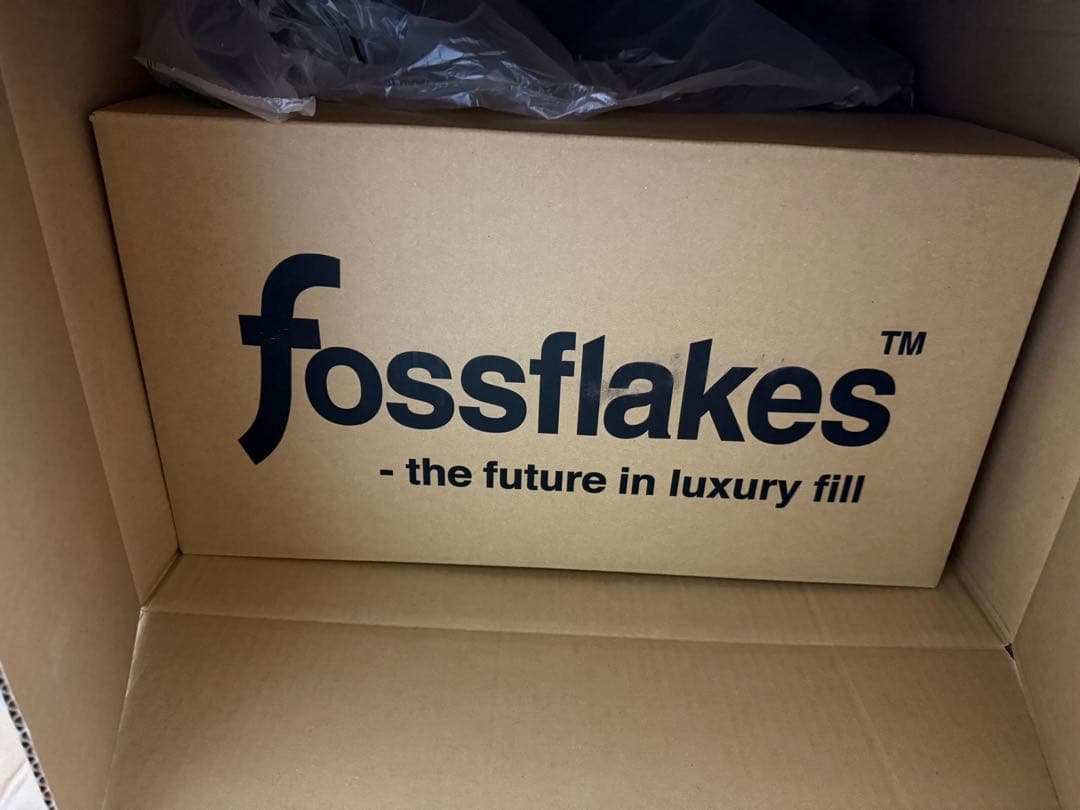 fossflakes™
- the future in luxury fill